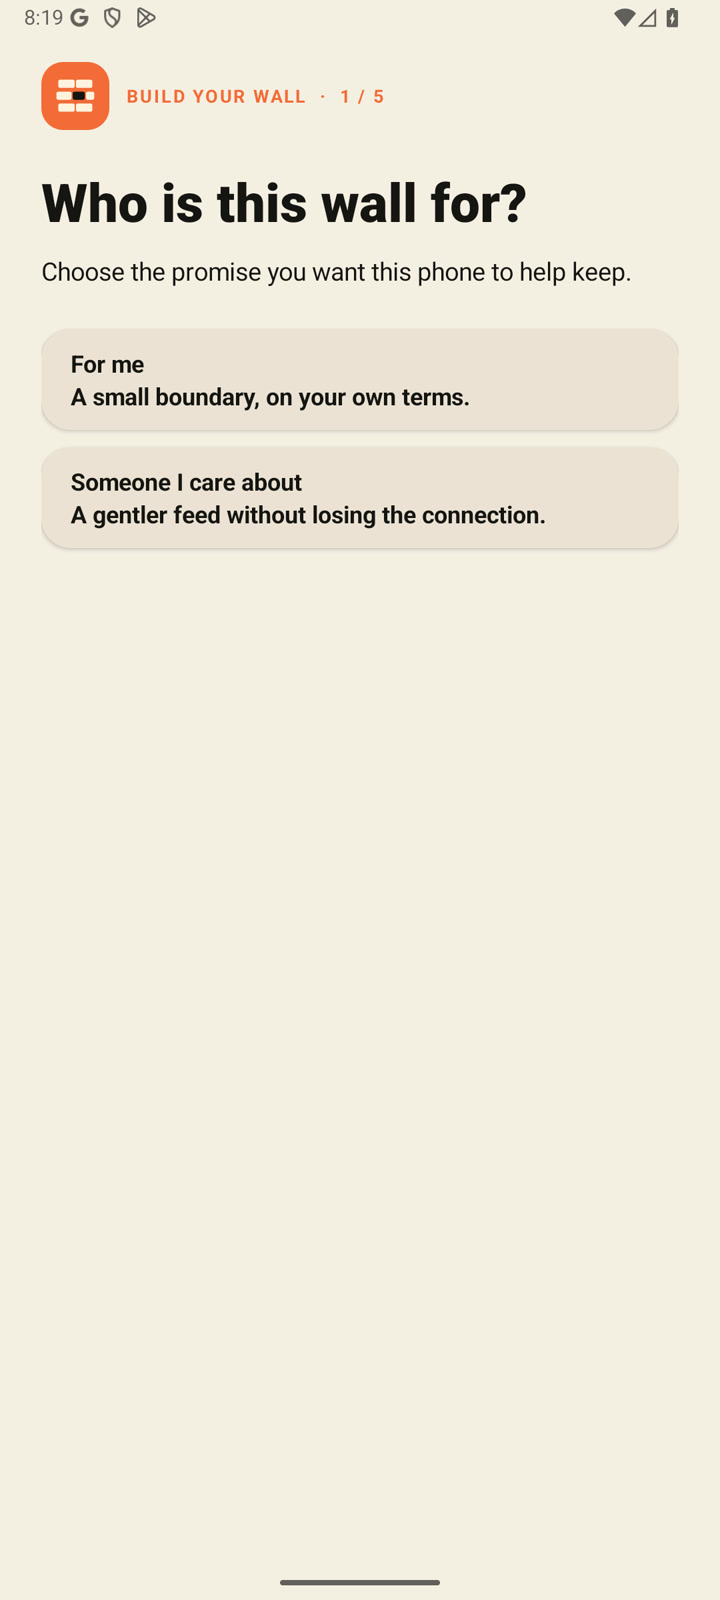 8:19
BUILD YOUR WALL · 1 / 5
Who is this wall for?
Choose the promise you want this phone to help keep.
For me
A small boundary, on your own terms.
Someone I care about
A gentler feed without losing the connection.